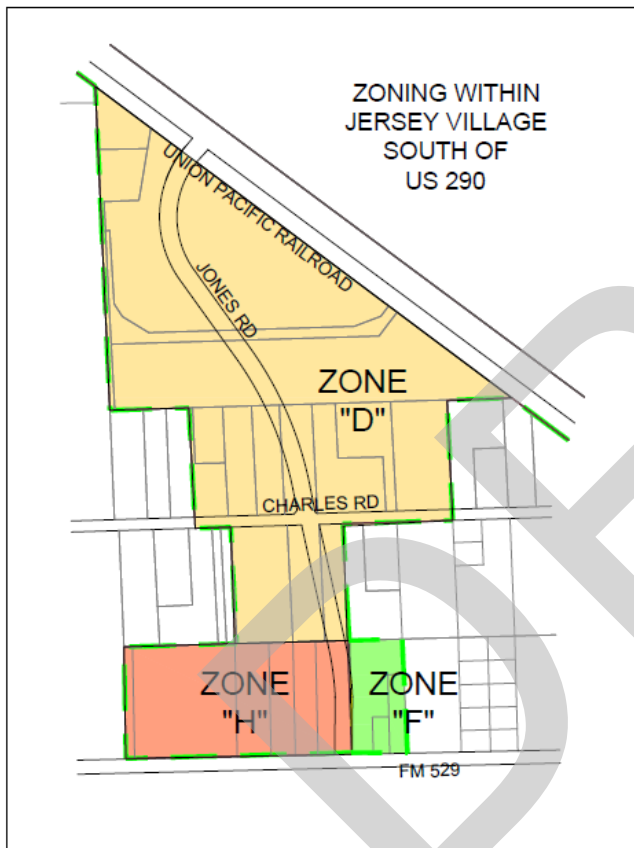 ZONING WITHIN
JERSEY VILLAGE
SOUTH OF
US 290
UNION PACIFIC RAILROAD
JONES RD
ZONE
"D"
CHARLES RD
ZONE
"H"
ZONE
"F"
FM 529